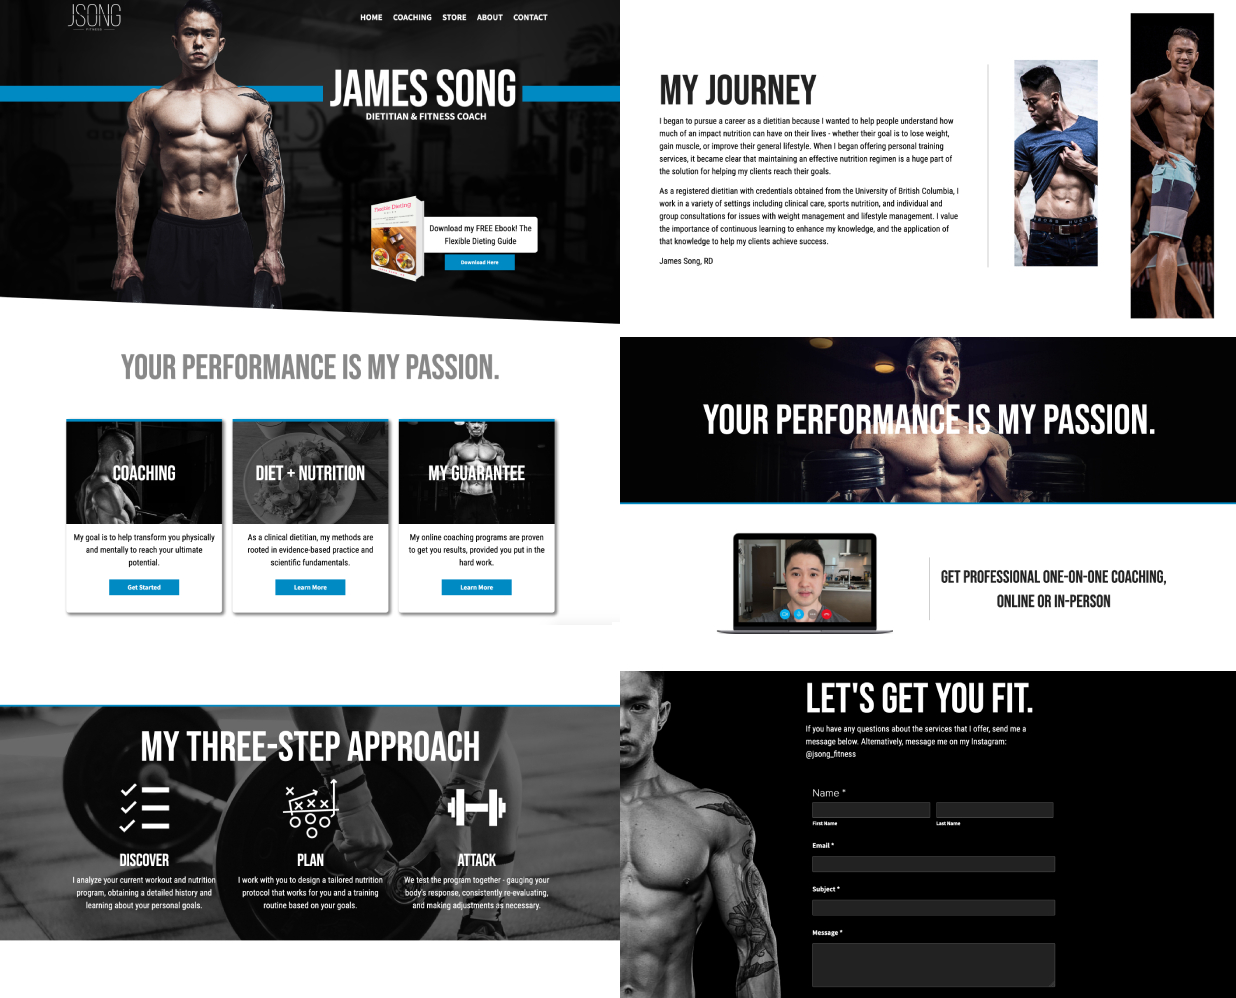 JSONG
FITNESS
HOME COACHING STORE ABOUT CONTACT
JAMES SONG
DIETITIAN & FITNESS COACH
Flexible Dieting
Download my FREE Ebook! The
Flexible Dieting Guide
Download Here
YOUR PERFORMANCE IS MY PASSION.
COACHING
My goal is to help transform you physically
and mentally to reach your ultimate
potential.
Get Started
DIET + NUTRITION
As a clinical dietitian, my methods are
rooted in evidence-based practice and
scientific fundamentals.
Learn More
MY GUARANTEE
My online coaching programs are proven
to get you results, provided you put in the
hard work.
Learn More
MY THREE-STEP APPROACH
DISCOVER
I analyze your current workout and nutrition
program, obtaining a detailed history and
learning about your personal goals.
PLAN
I work with you to design a tailored nutrition
protocol that works for you and a training
routine based on your goals.
ATTACK
We test the program together - gauging your
body's response, consistently re-evaluating,
and making adjustments as necessary.
MY JOURNEY
I began to pursue a career as a dietitian because I wanted to help people understand how
much of an impact nutrition can have on their lives - whether their goal is to lose weight,
gain muscle, or improve their general lifestyle. When I began offering personal training
services, it became clear that maintaining an effective nutrition regimen is a huge part of
the solution for helping my clients reach their goals.
As a registered dietitian with credentials obtained from the University of British Columbia, I
work in a variety of settings including clinical care, sports nutrition, and individual and
group consultations for issues with weight management and lifestyle management. I value
the importance of continuous learning to enhance my knowledge, and the application of
that knowledge to help my clients achieve success.
James Song, RD
YOUR PERFORMANCE IS MY PASSION.
GET PROFESSIONAL ONE-ON-ONE COACHING,
ONLINE OR IN-PERSON
LET'S GET YOU FIT.
If you have any questions about the services that I offer, send me a
message below. Alternatively, message me on my Instagram:
@jsong_fitness
Name *
First Name Last Name
Email *
Subject *
Message *